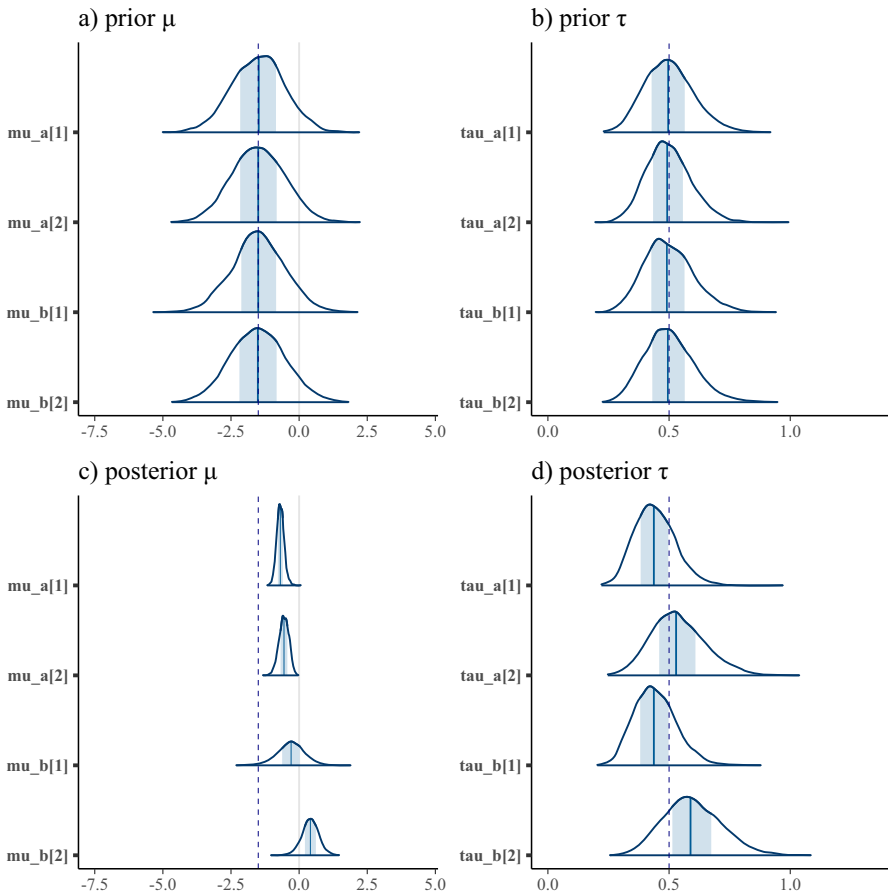 a) prior μ
mu_a[1]
mu_a[2]
mu_b[1]
mu_b[2]
-7.5 -5.0 -2.5 0.0 2.5 5.0
b) prior τ
tau_a[1]
tau_a[2]
tau_b[1]
tau_b[2]
0.0 0.5 1.0
c) posterior μ
mu_a[1]
mu_a[2]
mu_b[1]
mu_b[2]
-7.5 -5.0 -2.5 0.0 2.5 5.0
d) posterior τ
tau_a[1]
tau_a[2]
tau_b[1]
tau_b[2]
0.0 0.5 1.0